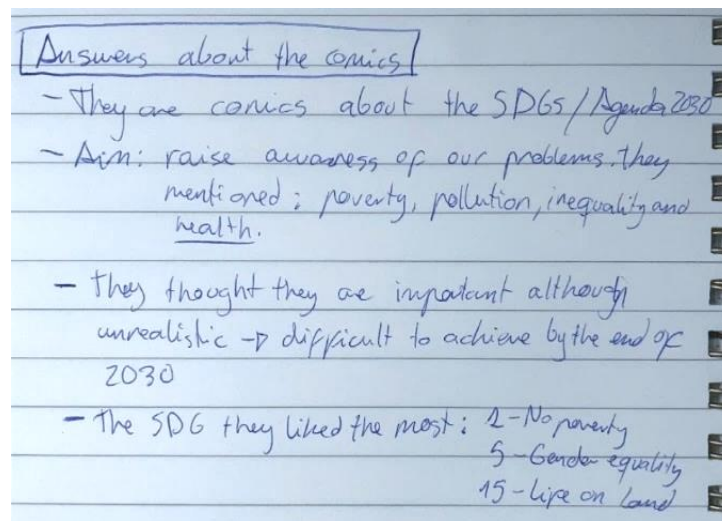 Answers about the comics
- They are comics about the SDGs/Agenda 2030
- Aim: raise awareness of our problems. they
mentioned: poverty, pollution, inequality and
health.
- they thought they are important although
unrealistic → difficult to achieve by the end of
2030
- The SDG they liked the most: 1-No poverty
5-Gender equality
15-Life on Land